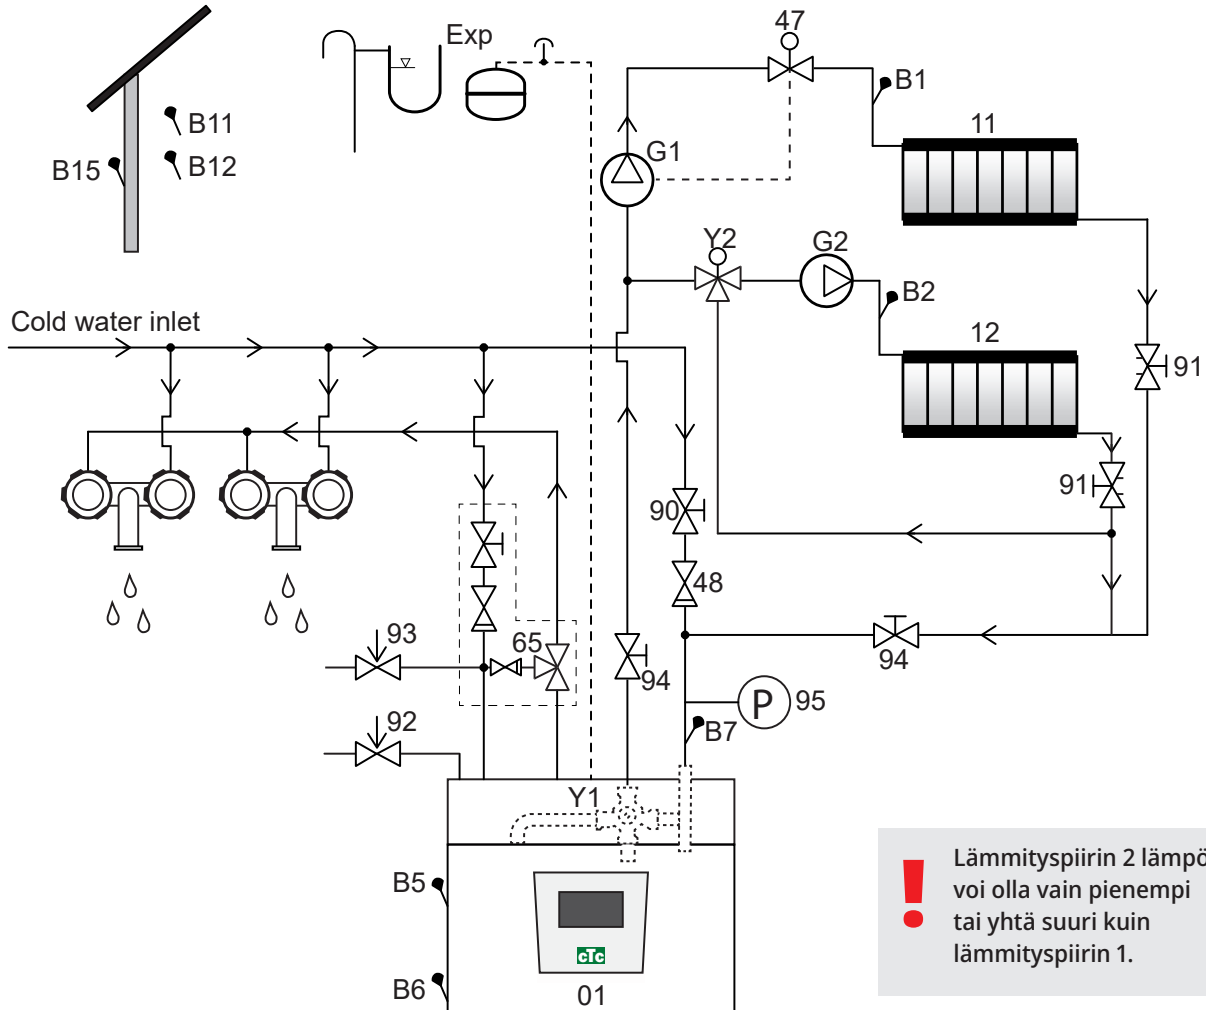 47
Exp
B1
B11
11
G1
B12
B15
Y2
G2
B2
Cold water inlet
12
91
91
90
48
93
65
94
94
P
95
92
B7
Y1
B5
Lämmityspiirin 2 lämpö
voi olla vain pienempi
tai yhtä suuri kuin
lämmityspiirin 1.
!
cTc
B6
01